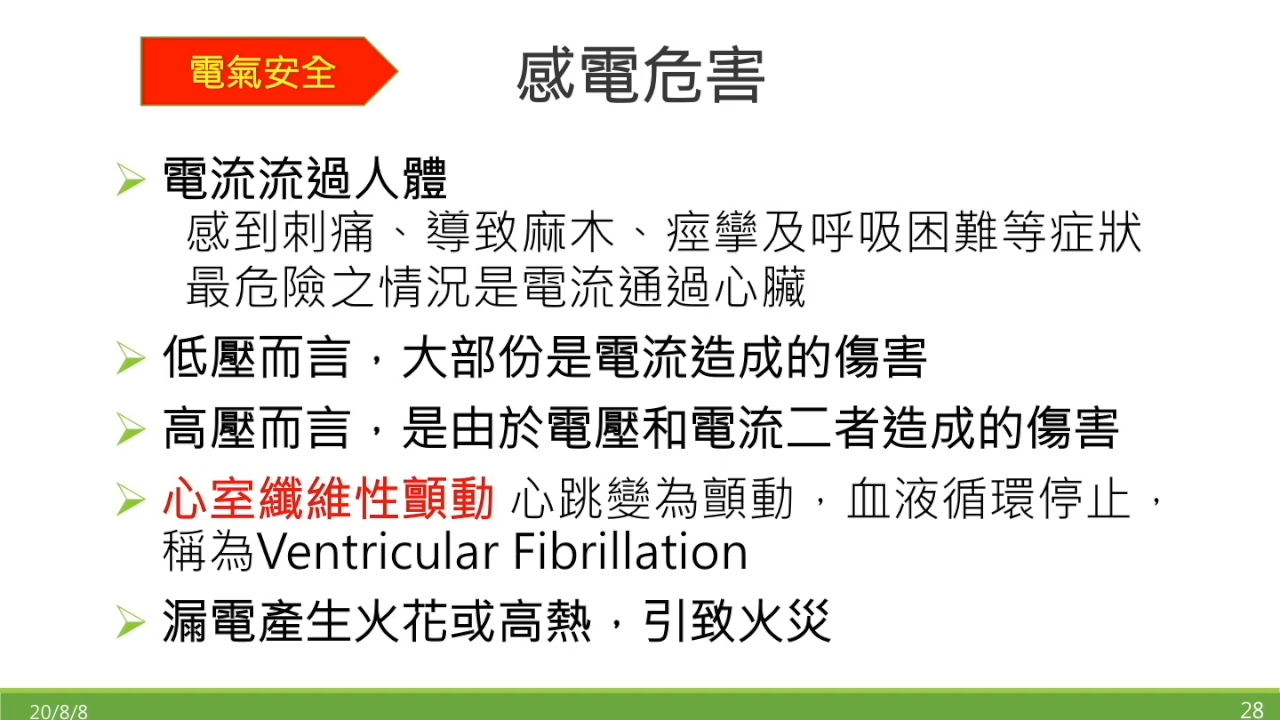 電氣安全
感電危害
電流流過人體
感到刺痛、導致麻木、痙攣及呼吸困難等症狀
最危險之情況是電流通過心臟
低壓而言，大部份是電流造成的傷害
高壓而言，是由於電壓和電流二者造成的傷害
心室纖維性顫動 心跳變為顫動，血液循環停止，
稱為Ventricular Fibrillation
漏電產生火花或高熱，引致火災
20/8/8
28